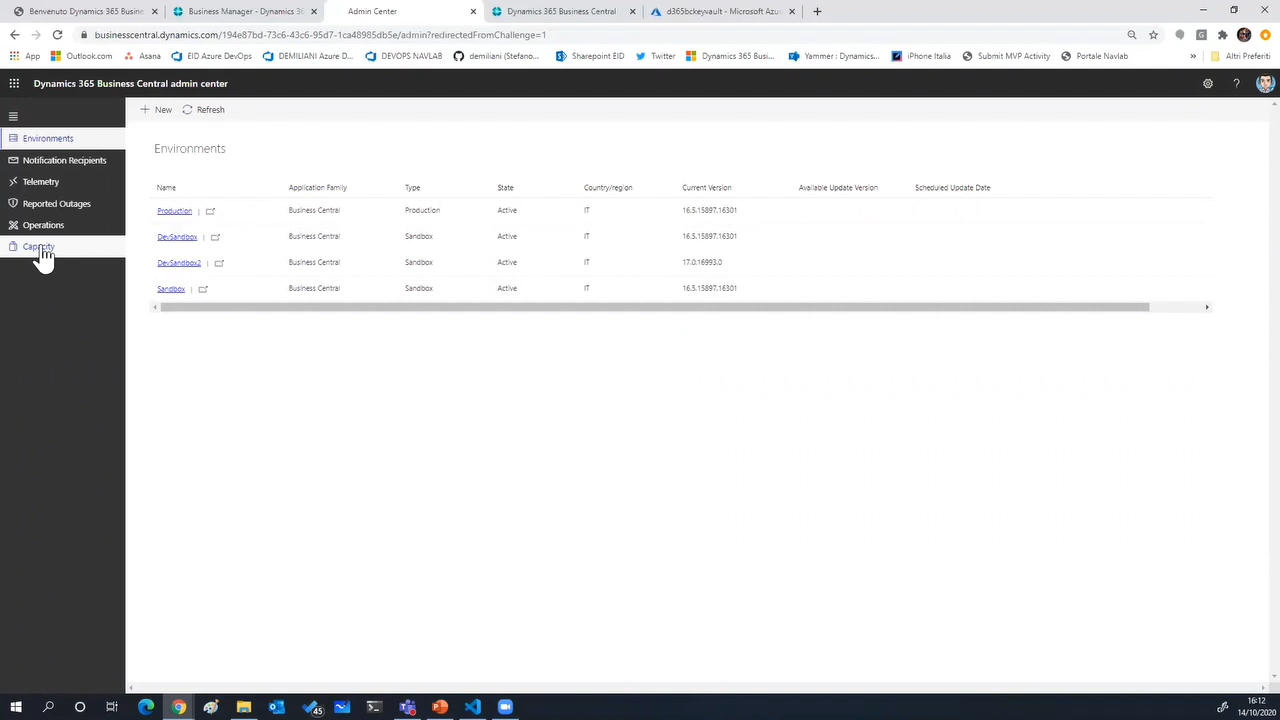 Benvenuto Dynamics 365 Busine
Business Manager - Dynamics 36
Admin Center
Dynamics 365 Business Central
d365bckeyvault - Microsoft Azur
businesscentral.dynamics.com/194e87bd-73c6-43c6-95d7-1ca48985db5e/admin?redirectedFromChallenge=1
App
Outlook.com
Asana
EID Azure DevOps
DEMILIANI Azure D...
DEVOPS NAVLAB
demiliani (Stefano...
Sharepoint EID
Twitter
Dynamics 365 Busi...
Yammer : Dynamics...
iPhone Italia
Submit MVP Activity
Portale Navlab
»
Altri Preferiti
Dynamics 365 Business Central admin center
?
New
Refresh
Environments
Notification Recipients
Telemetry
Reported Outages
Operations
Capacity
Environments
Name Application Family Type State Country/region Current Version Available Update Version Scheduled Update Date
Production | Business Central Production Active IT 16.5.15897.16301
DevSandbox | Business Central Sandbox Active IT 16.5.15897.16301
DevSandbox2 | Business Central Sandbox Active IT 17.0.16993.0
Sandbox | Business Central Sandbox Active IT 16.5.15897.16301
45
16:12
14/10/2020